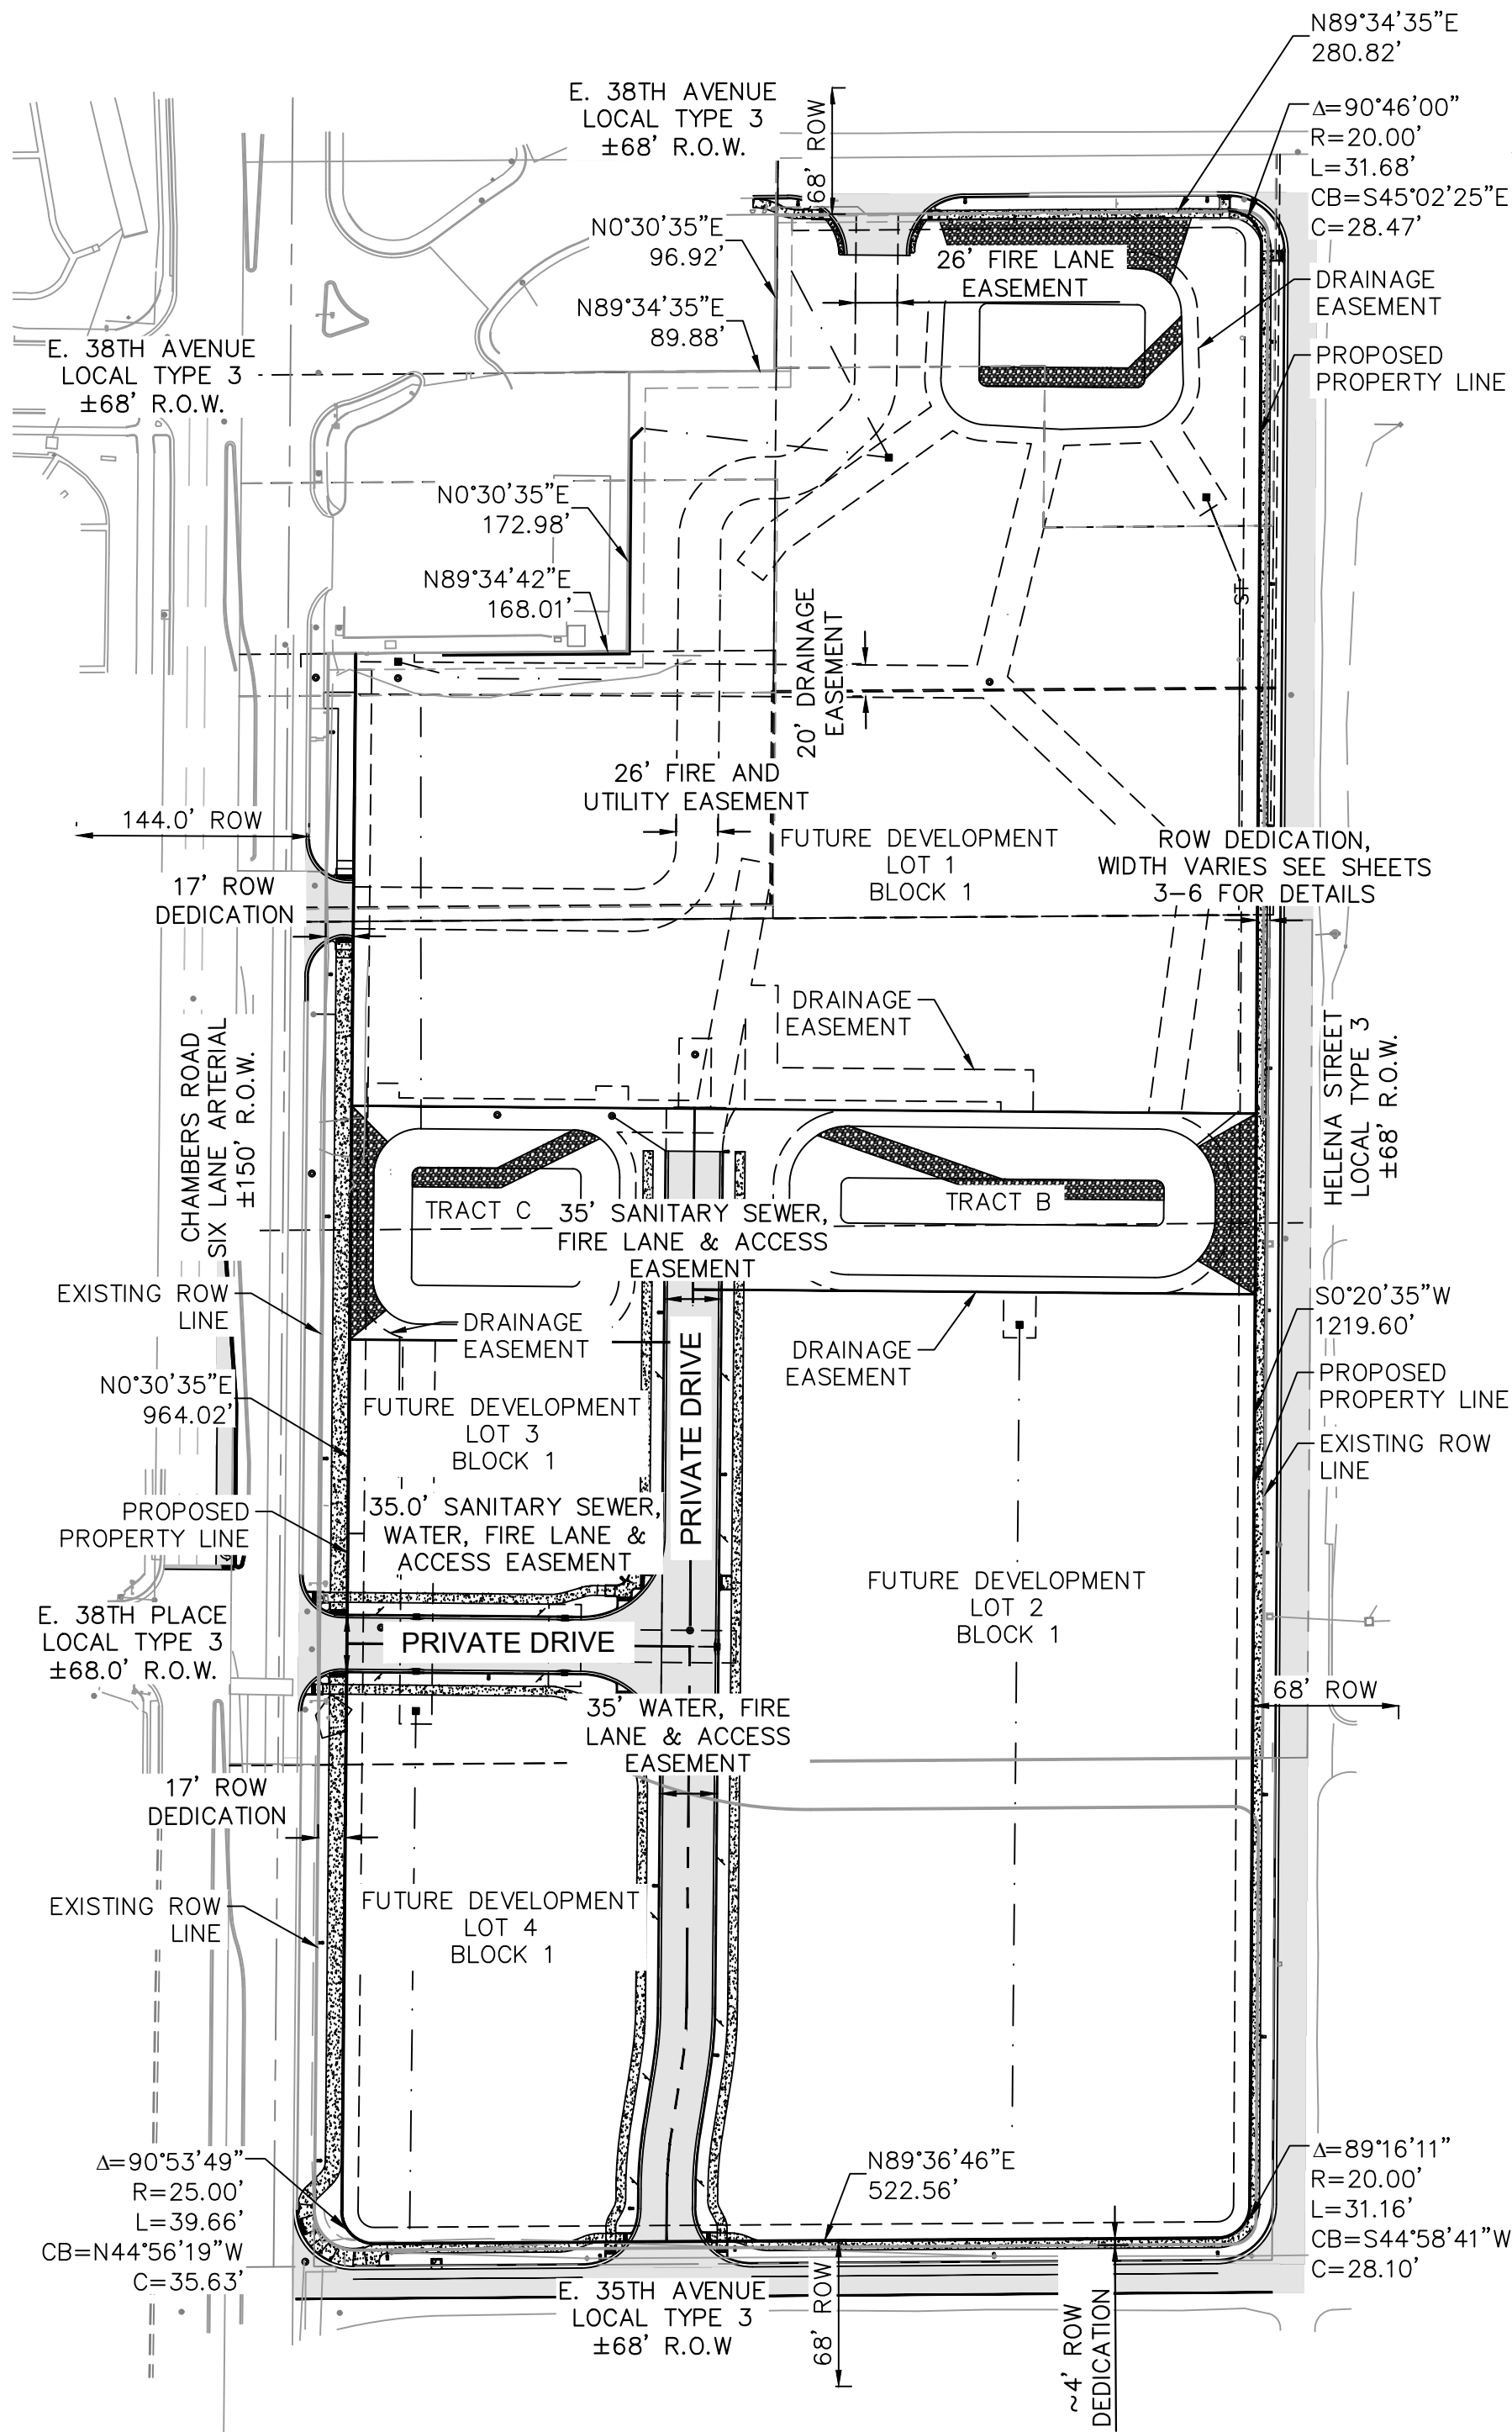 N89°34'35"E
280.82'
E. 38TH AVENUE
LOCAL TYPE 3
±68' R.O.W.
68' ROW
Δ=90°46'00"
R=20.00'
L=31.68'
CB=S45°02'25"E
C=28.47'
N0°30'35"E
96.92'
26' FIRE LANE
EASEMENT
DRAINAGE
EASEMENT
N89°34'35"E
89.88'
E. 38TH AVENUE
LOCAL TYPE 3
±68' R.O.W.
PROPOSED
PROPERTY LINE
N0°30'35"E
172.98'
N89°34'42"E
168.01'
ST
20' DRAINAGE
EASEMENT
26' FIRE AND
UTILITY EASEMENT
144.0' ROW
FUTURE DEVELOPMENT
LOT 1
BLOCK 1
ROW DEDICATION,
WIDTH VARIES SEE SHEETS
3-6 FOR DETAILS
17' ROW
DEDICATION
DRAINAGE
EASEMENT
CHAMBERS ROAD
SIX LANE ARTERIAL
±150' R.O.W.
HELENA STREET
LOCAL TYPE 3
±68' R.O.W.
TRACT C
TRACT B
35' SANITARY SEWER,
FIRE LANE & ACCESS
EASEMENT
EXISTING ROW
LINE
DRAINAGE
EASEMENT
DRAINAGE
EASEMENT
S0°20'35"W
1219.60'
PRIVATE DRIVE
N0°30'35"E
964.02'
FUTURE DEVELOPMENT
LOT 3
BLOCK 1
PROPOSED
PROPERTY LINE
EXISTING ROW
LINE
PROPOSED
PROPERTY LINE
35.0' SANITARY SEWER,
WATER, FIRE LANE &
ACCESS EASEMENT
FUTURE DEVELOPMENT
LOT 2
BLOCK 1
E. 38TH PLACE
LOCAL TYPE 3
±68.0' R.O.W.
PRIVATE DRIVE
68' ROW
35' WATER, FIRE
LANE & ACCESS
EASEMENT
17' ROW
DEDICATION
EXISTING ROW
LINE
FUTURE DEVELOPMENT
LOT 4
BLOCK 1
Δ=90°53'49"
R=25.00'
L=39.66'
CB=N44°56'19"W
C=35.63'
N89°36'46"E
522.56'
Δ=89°16'11"
R=20.00'
L=31.16'
CB=S44°58'41"W
C=28.10'
E. 35TH AVENUE
LOCAL TYPE 3
±68' R.O.W
68' ROW
~4' ROW
DEDICATION